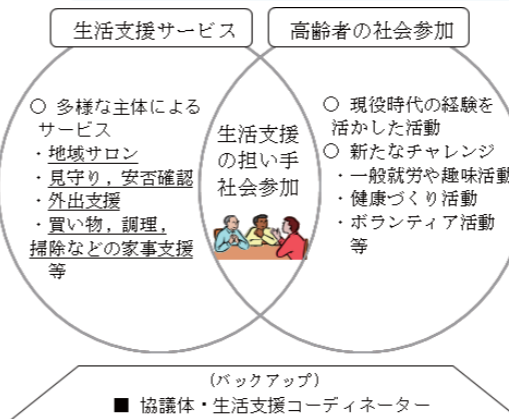 生活支援サービス
高齢者の社会参加
○ 多様な主体による
サービス
・地域サロン
・見守り，安否確認
・外出支援
・買い物，調理，
掃除などの家事支援
等
生活支援
の担い手
社会参加
○ 現役時代の経験を
活かした活動
○ 新たなチャレンジ
・一般就労や趣味活動
・健康づくり活動
・ボランティア活動
等
(バックアップ)
■ 協議体・生活支援コーディネーター